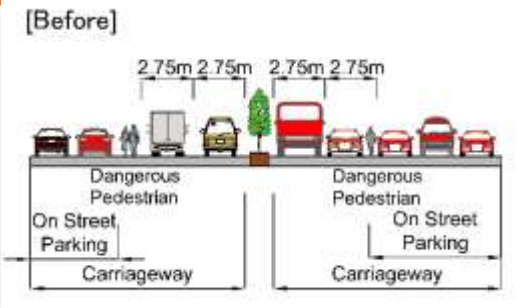 [Before]
2.75m 2.75m 2.75m 2.75m
Dangerous Pedestrian
Dangerous Pedestrian
On Street Parking
On Street Parking
Carriageway
Carriageway